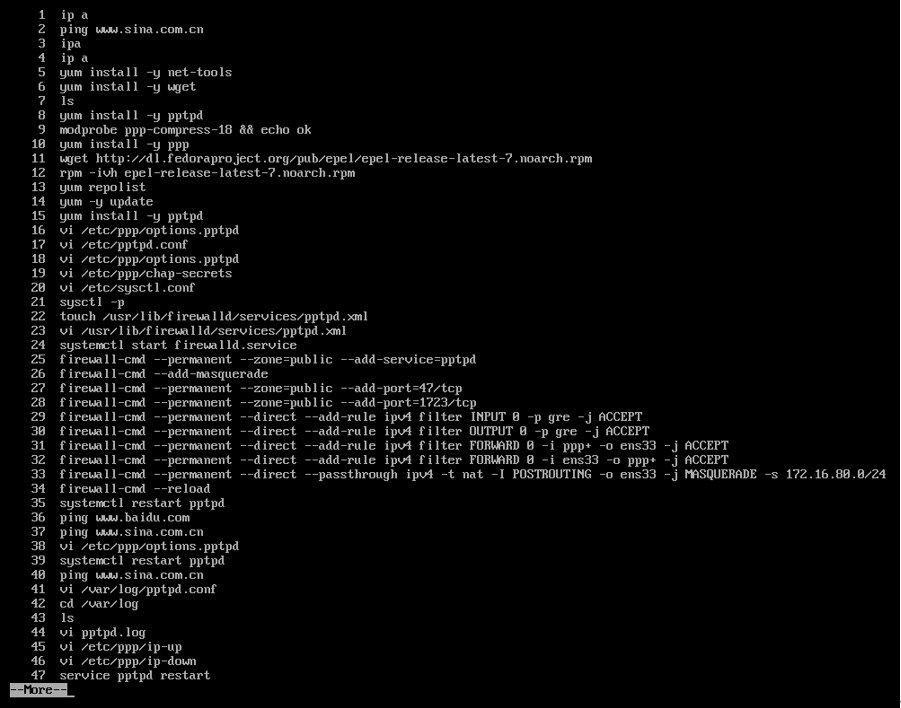 1 ip a
2 ping www.sina.com.cn
3 ipa
4 ip a
5 yum install -y net-tools
6 yum install -y wget
7 ls
8 yum install -y pptpd
9 modprobe ppp-compress-18 && echo ok
10 yum install -y ppp
11 wget http://dl.fedoraproject.org/pub/epel/epel-release-latest-7.noarch.rpm
12 rpm -ivh epel-release-latest-7.noarch.rpm
13 yum repolist
14 yum -y update
15 yum install -y pptpd
16 vi /etc/ppp/options.pptpd
17 vi /etc/pptpd.conf
18 vi /etc/ppp/options.pptpd
19 vi /etc/ppp/chap-secrets
20 vi /etc/sysctl.conf
21 sysctl -p
22 touch /usr/lib/firewalld/services/pptpd.xml
23 vi /usr/lib/firewalld/services/pptpd.xml
24 systemctl start firewalld.service
25 firewall-cmd --permanent --zone=public --add-service=pptpd
26 firewall-cmd --add-masquerade
27 firewall-cmd --permanent --zone=public --add-port=47/tcp
28 firewall-cmd --permanent --zone=public --add-port=1723/tcp
29 firewall-cmd --permanent --direct --add-rule ipv4 filter INPUT 0 -p gre -j ACCEPT
30 firewall-cmd --permanent --direct --add-rule ipv4 filter OUTPUT 0 -p gre -j ACCEPT
31 firewall-cmd --permanent --direct --add-rule ipv4 filter FORWARD 0 -i ppp+ -o ens33 -j ACCEPT
32 firewall-cmd --permanent --direct --add-rule ipv4 filter FORWARD 0 -i ens33 -o ppp+ -j ACCEPT
33 firewall-cmd --permanent --direct --passthrough ipv4 -t nat -I POSTROUTING -o ens33 -j MASQUERADE -s 172.16.80.0/24
34 firewall-cmd --reload
35 systemctl restart pptpd
36 ping www.baidu.com
37 ping www.sina.com.cn
38 vi /etc/ppp/options.pptpd
39 systemctl restart pptpd
40 ping www.sina.com.cn
41 vi /var/log/pptpd.conf
42 cd /var/log
43 ls
44 vi pptpd.log
45 vi /etc/ppp/ip-up
46 vi /etc/ppp/ip-down
47 service pptpd restart
--More--